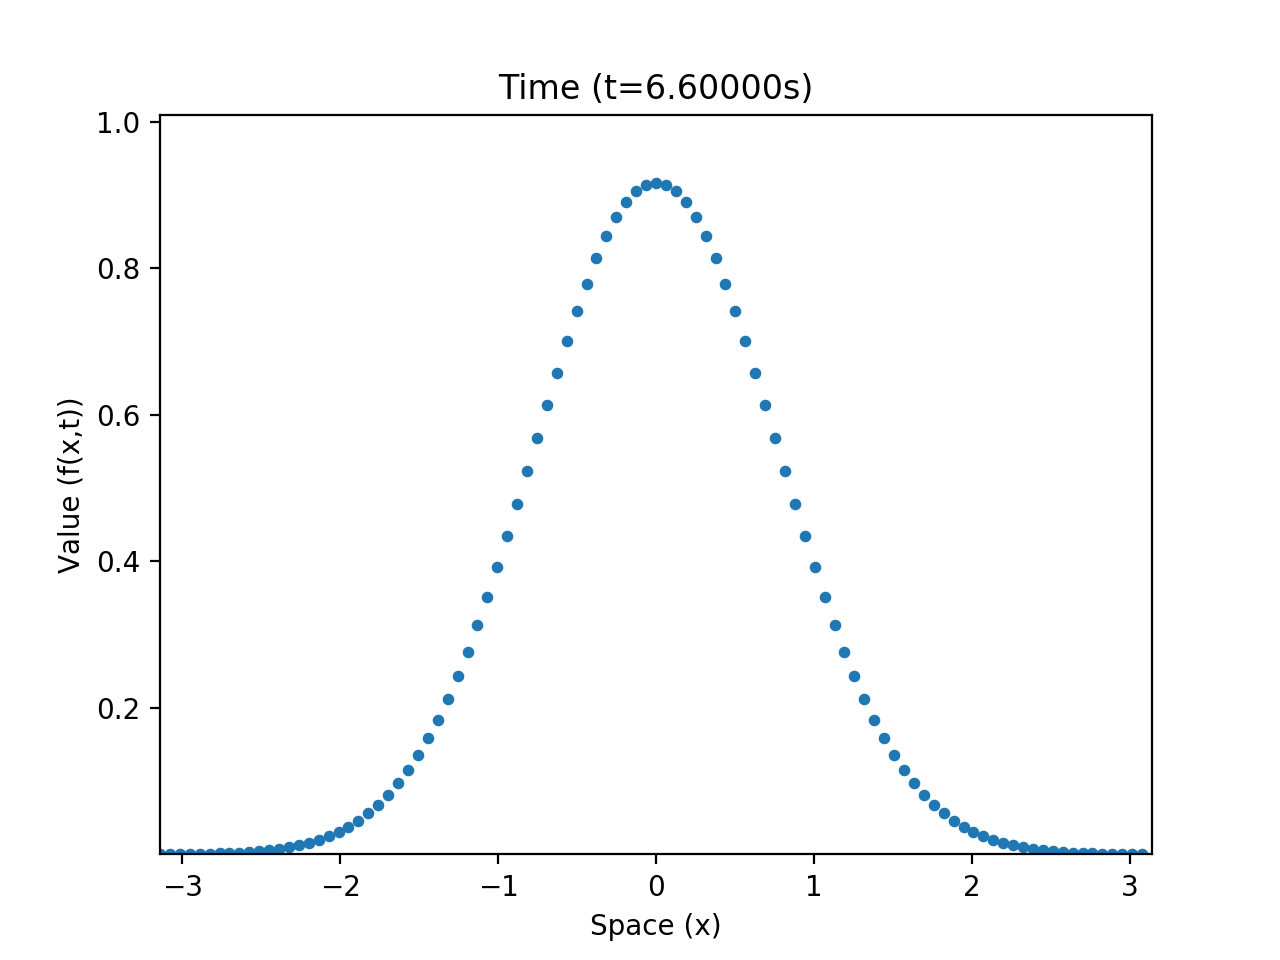 Time (t=6.60000s)
1.0
0.8
0.6
0.4
0.2
Value (f(x,t))
−3 −2 −1 0 1 2 3
Space (x)